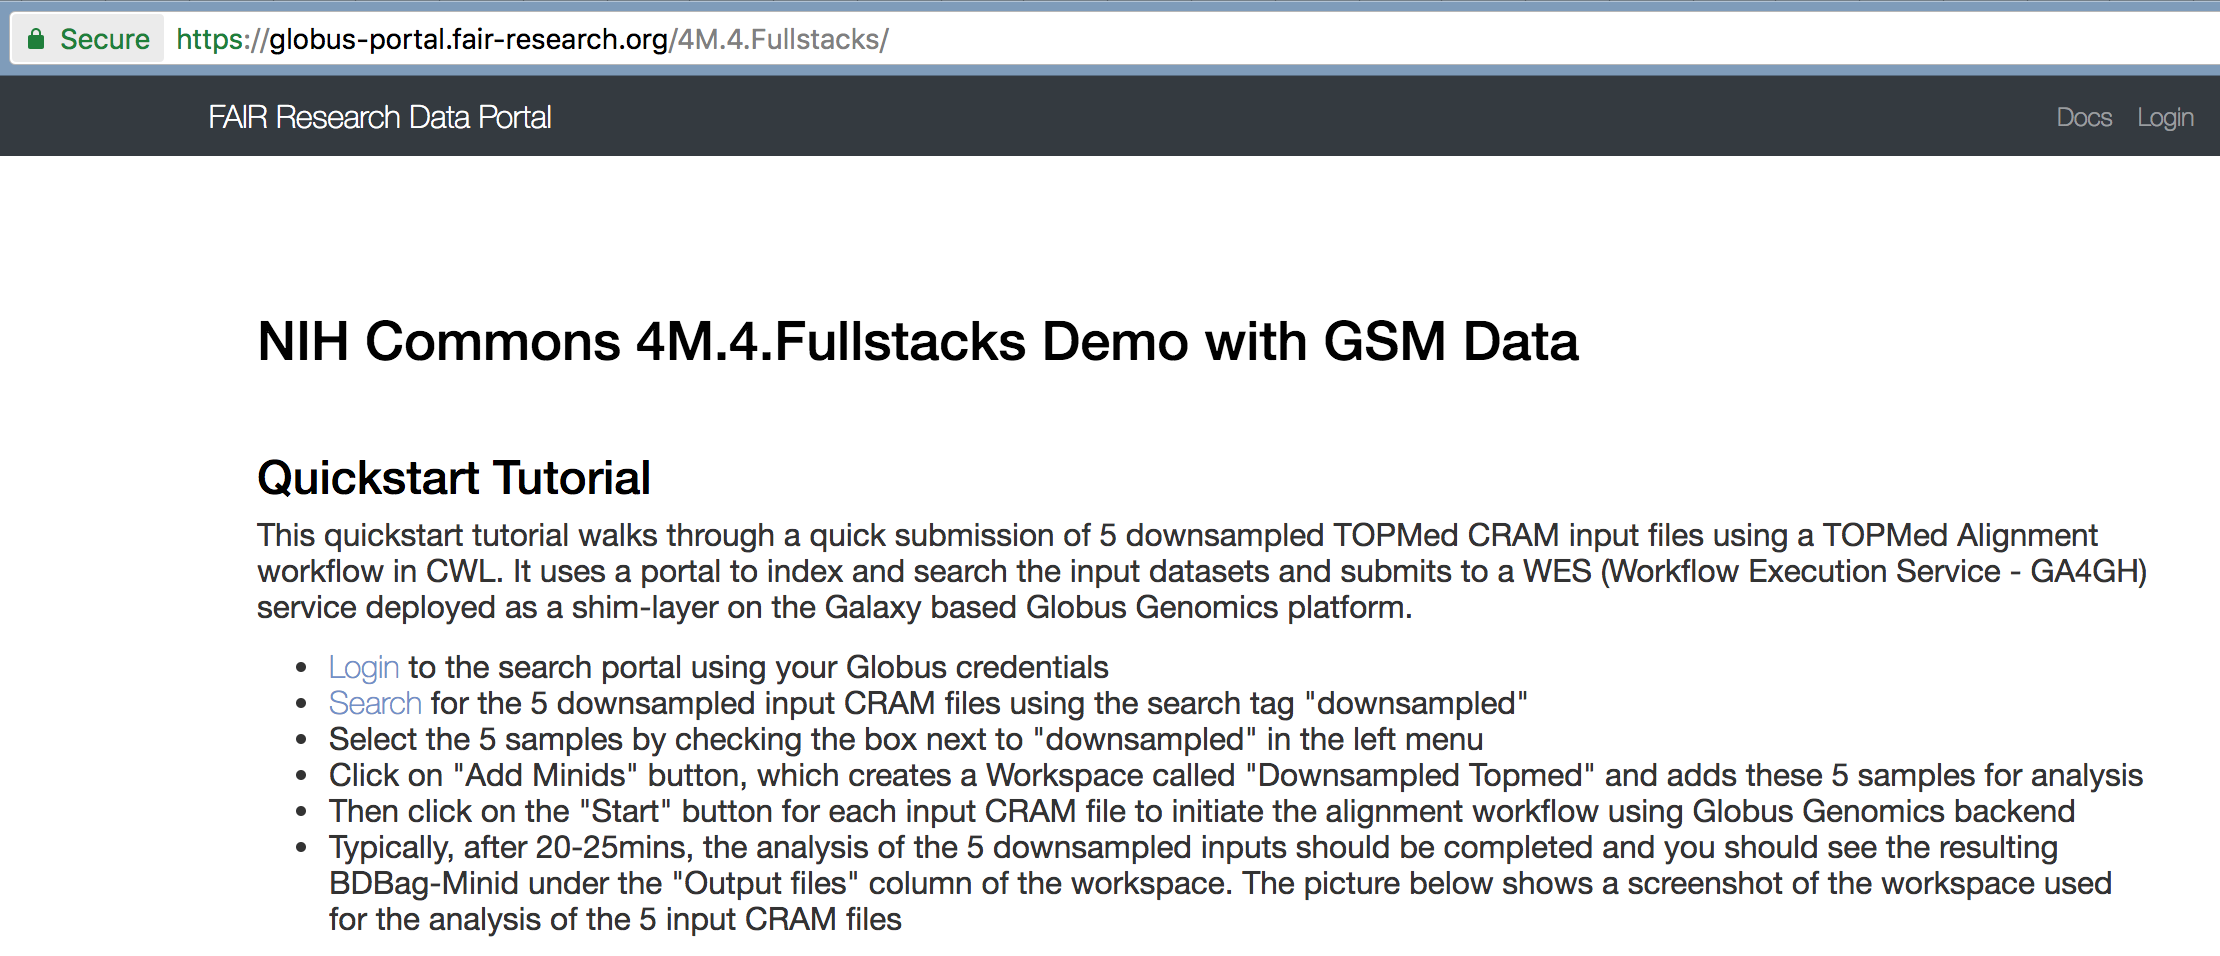 Secure https://globus-portal.fair-research.org/4M.4.Fullstacks/
FAIR Research Data Portal Docs Login
NIH Commons 4M.4.Fullstacks Demo with GSM Data
Quickstart Tutorial
This quickstart tutorial walks through a quick submission of 5 downsampled TOPMed CRAM input files using a TOPMed Alignment
workflow in CWL. It uses a portal to index and search the input datasets and submits to a WES (Workflow Execution Service - GA4GH)
service deployed as a shim-layer on the Galaxy based Globus Genomics platform.
• Login to the search portal using your Globus credentials
• Search for the 5 downsampled input CRAM files using the search tag "downsampled"
• Select the 5 samples by checking the box next to "downsampled" in the left menu
• Click on "Add Minids" button, which creates a Workspace called "Downsampled Topmed" and adds these 5 samples for analysis
• Then click on the "Start" button for each input CRAM file to initiate the alignment workflow using Globus Genomics backend
• Typically, after 20-25mins, the analysis of the 5 downsampled inputs should be completed and you should see the resulting
BDBag-Minid under the "Output files" column of the workspace. The picture below shows a screenshot of the workspace used
for the analysis of the 5 input CRAM files